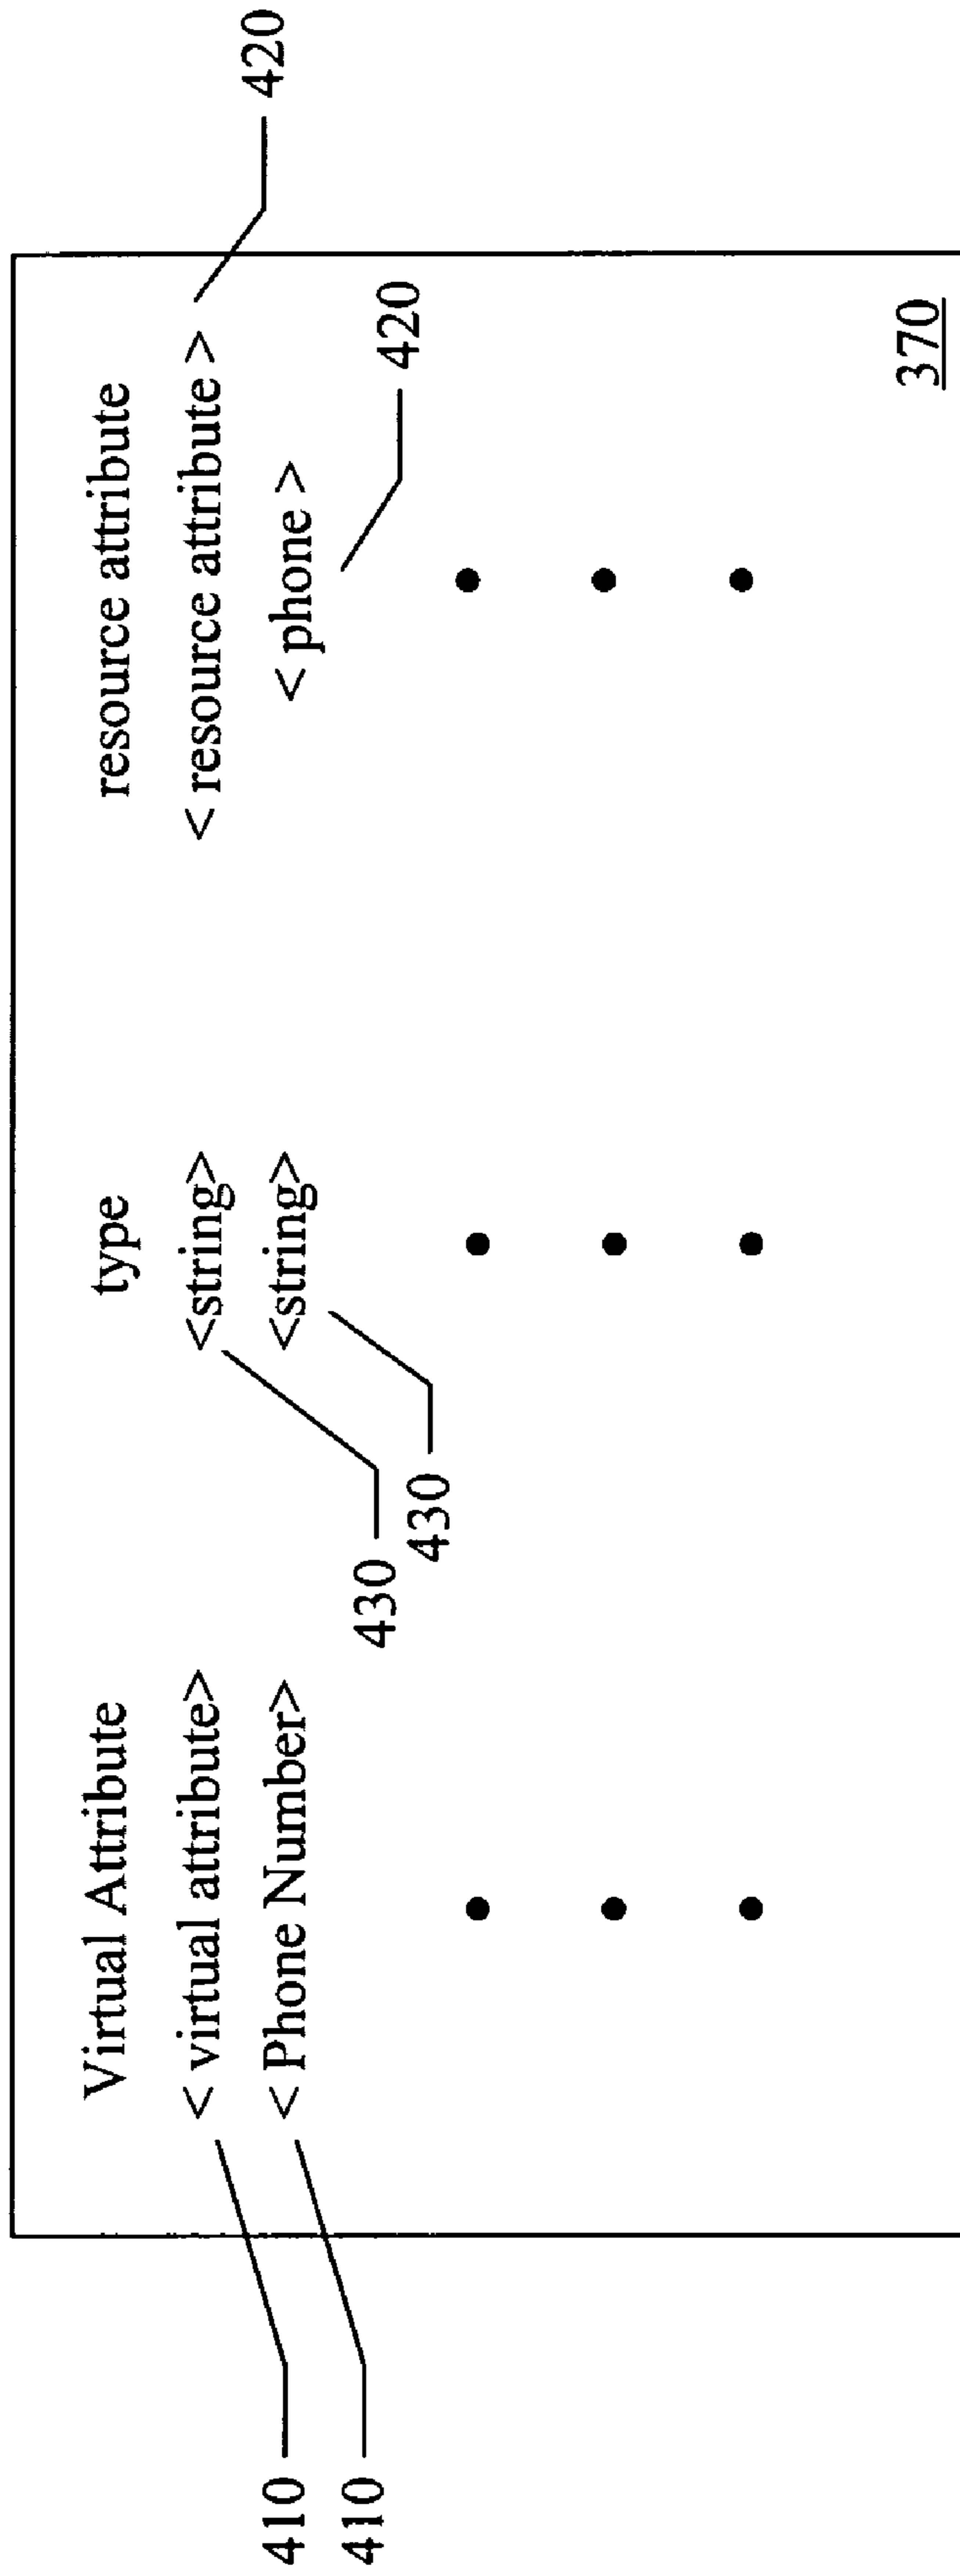 Virtual Attribute type resource attribute
410 < virtual attribute> <string> < resource attribute > 420
410 < Phone Number> <string> < phone > 420
430
430
370